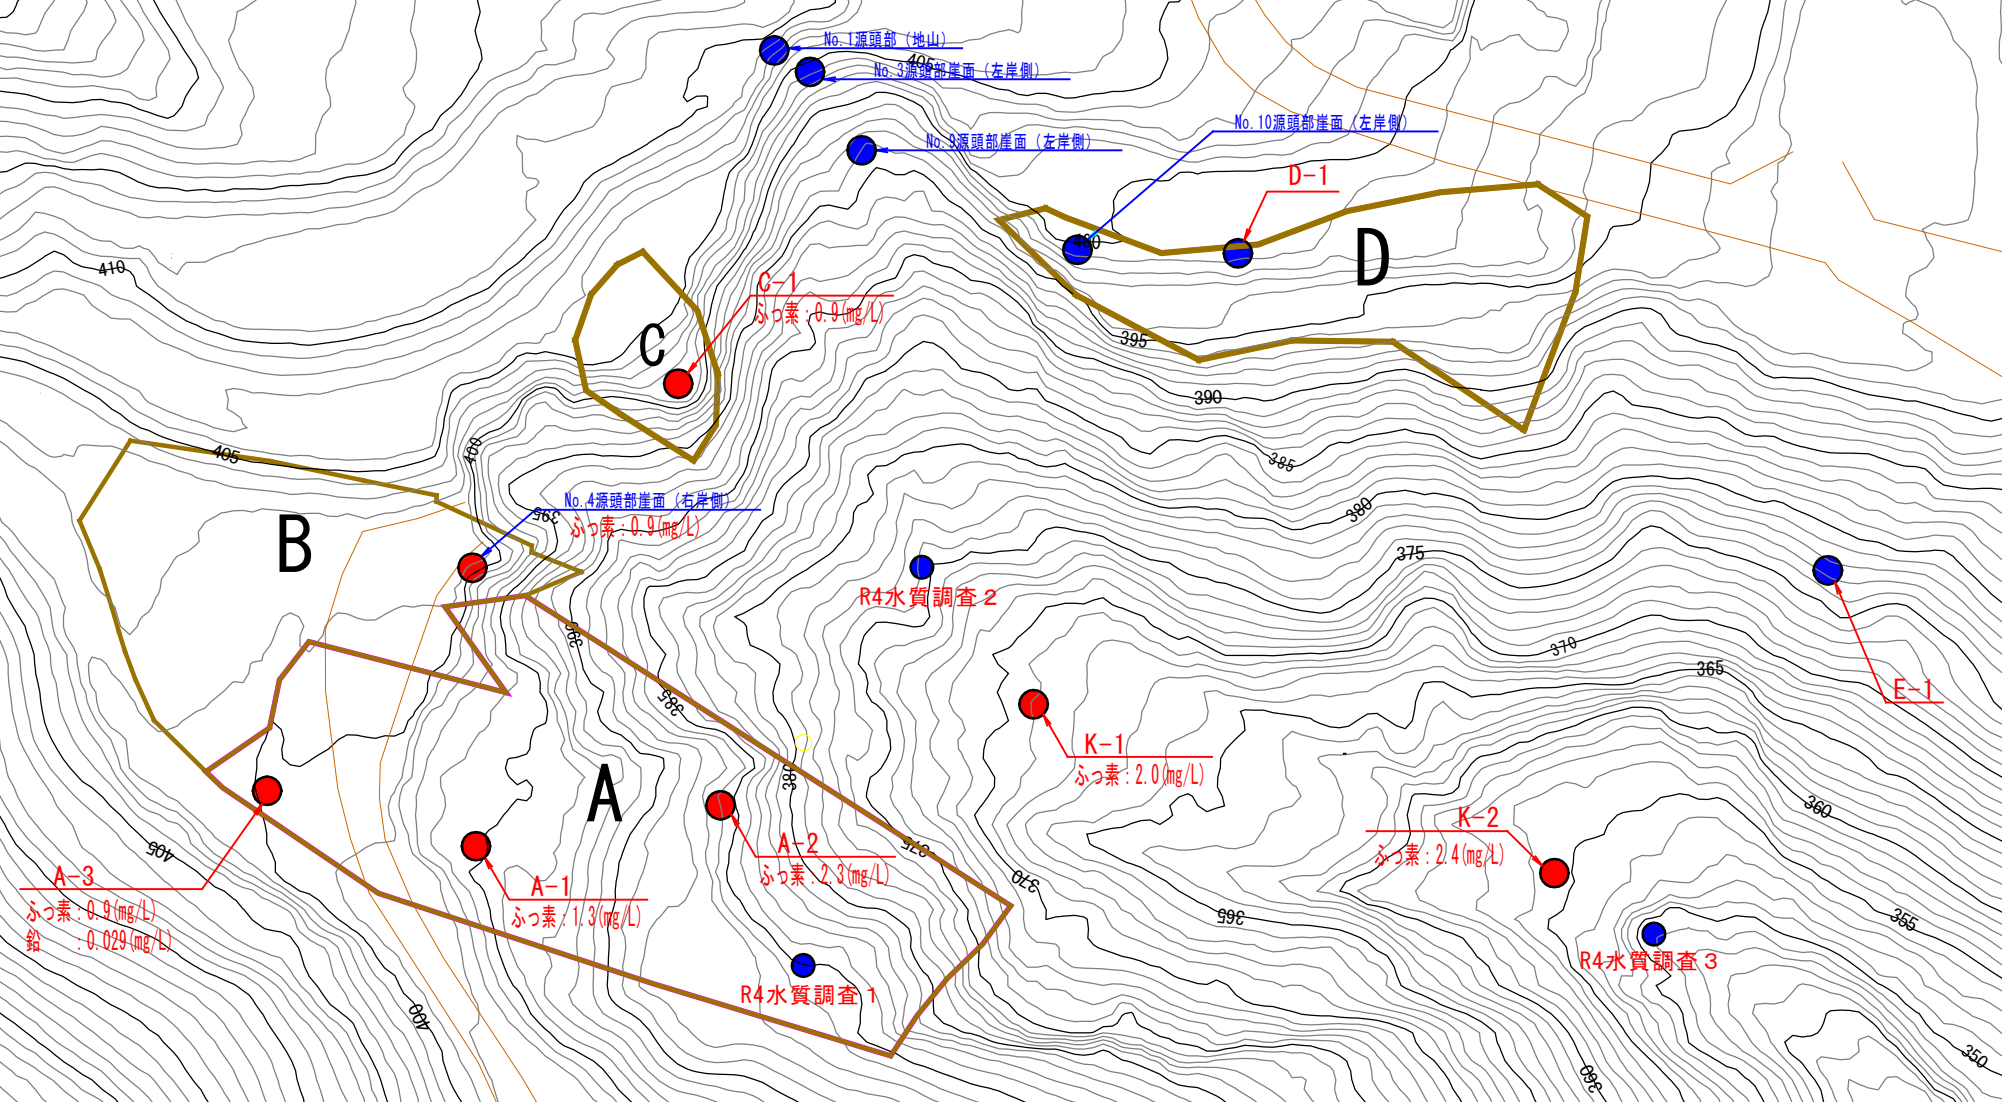 No.1源頭部（地山）
405
No.3源頭部崖面（左岸側）
No.10源頭部崖面（左岸側）
No.9源頭部崖面（左岸側）
D-1
400
D
410
C-1
ふっ素：0.9(mg/L)
C
395
390
405
400
385
No.4源頭部崖面（右岸側）
395
ふっ素：0.9(mg/L)
380
B
375
R4水質調査２
390
370
365
E-1
385
K-1
ふっ素：2.0(mg/L)
380
A
360
K-2
ふっ素：2.4(mg/L)
A-2
ふっ素：2.3(mg/L)
375
405
A-3
ふっ素：0.9(mg/L)
鉛　　：0.029(mg/L)
A-1
ふっ素：1.3(mg/L)
370
365
355
R4水質調査３
R4水質調査１
400
350
360